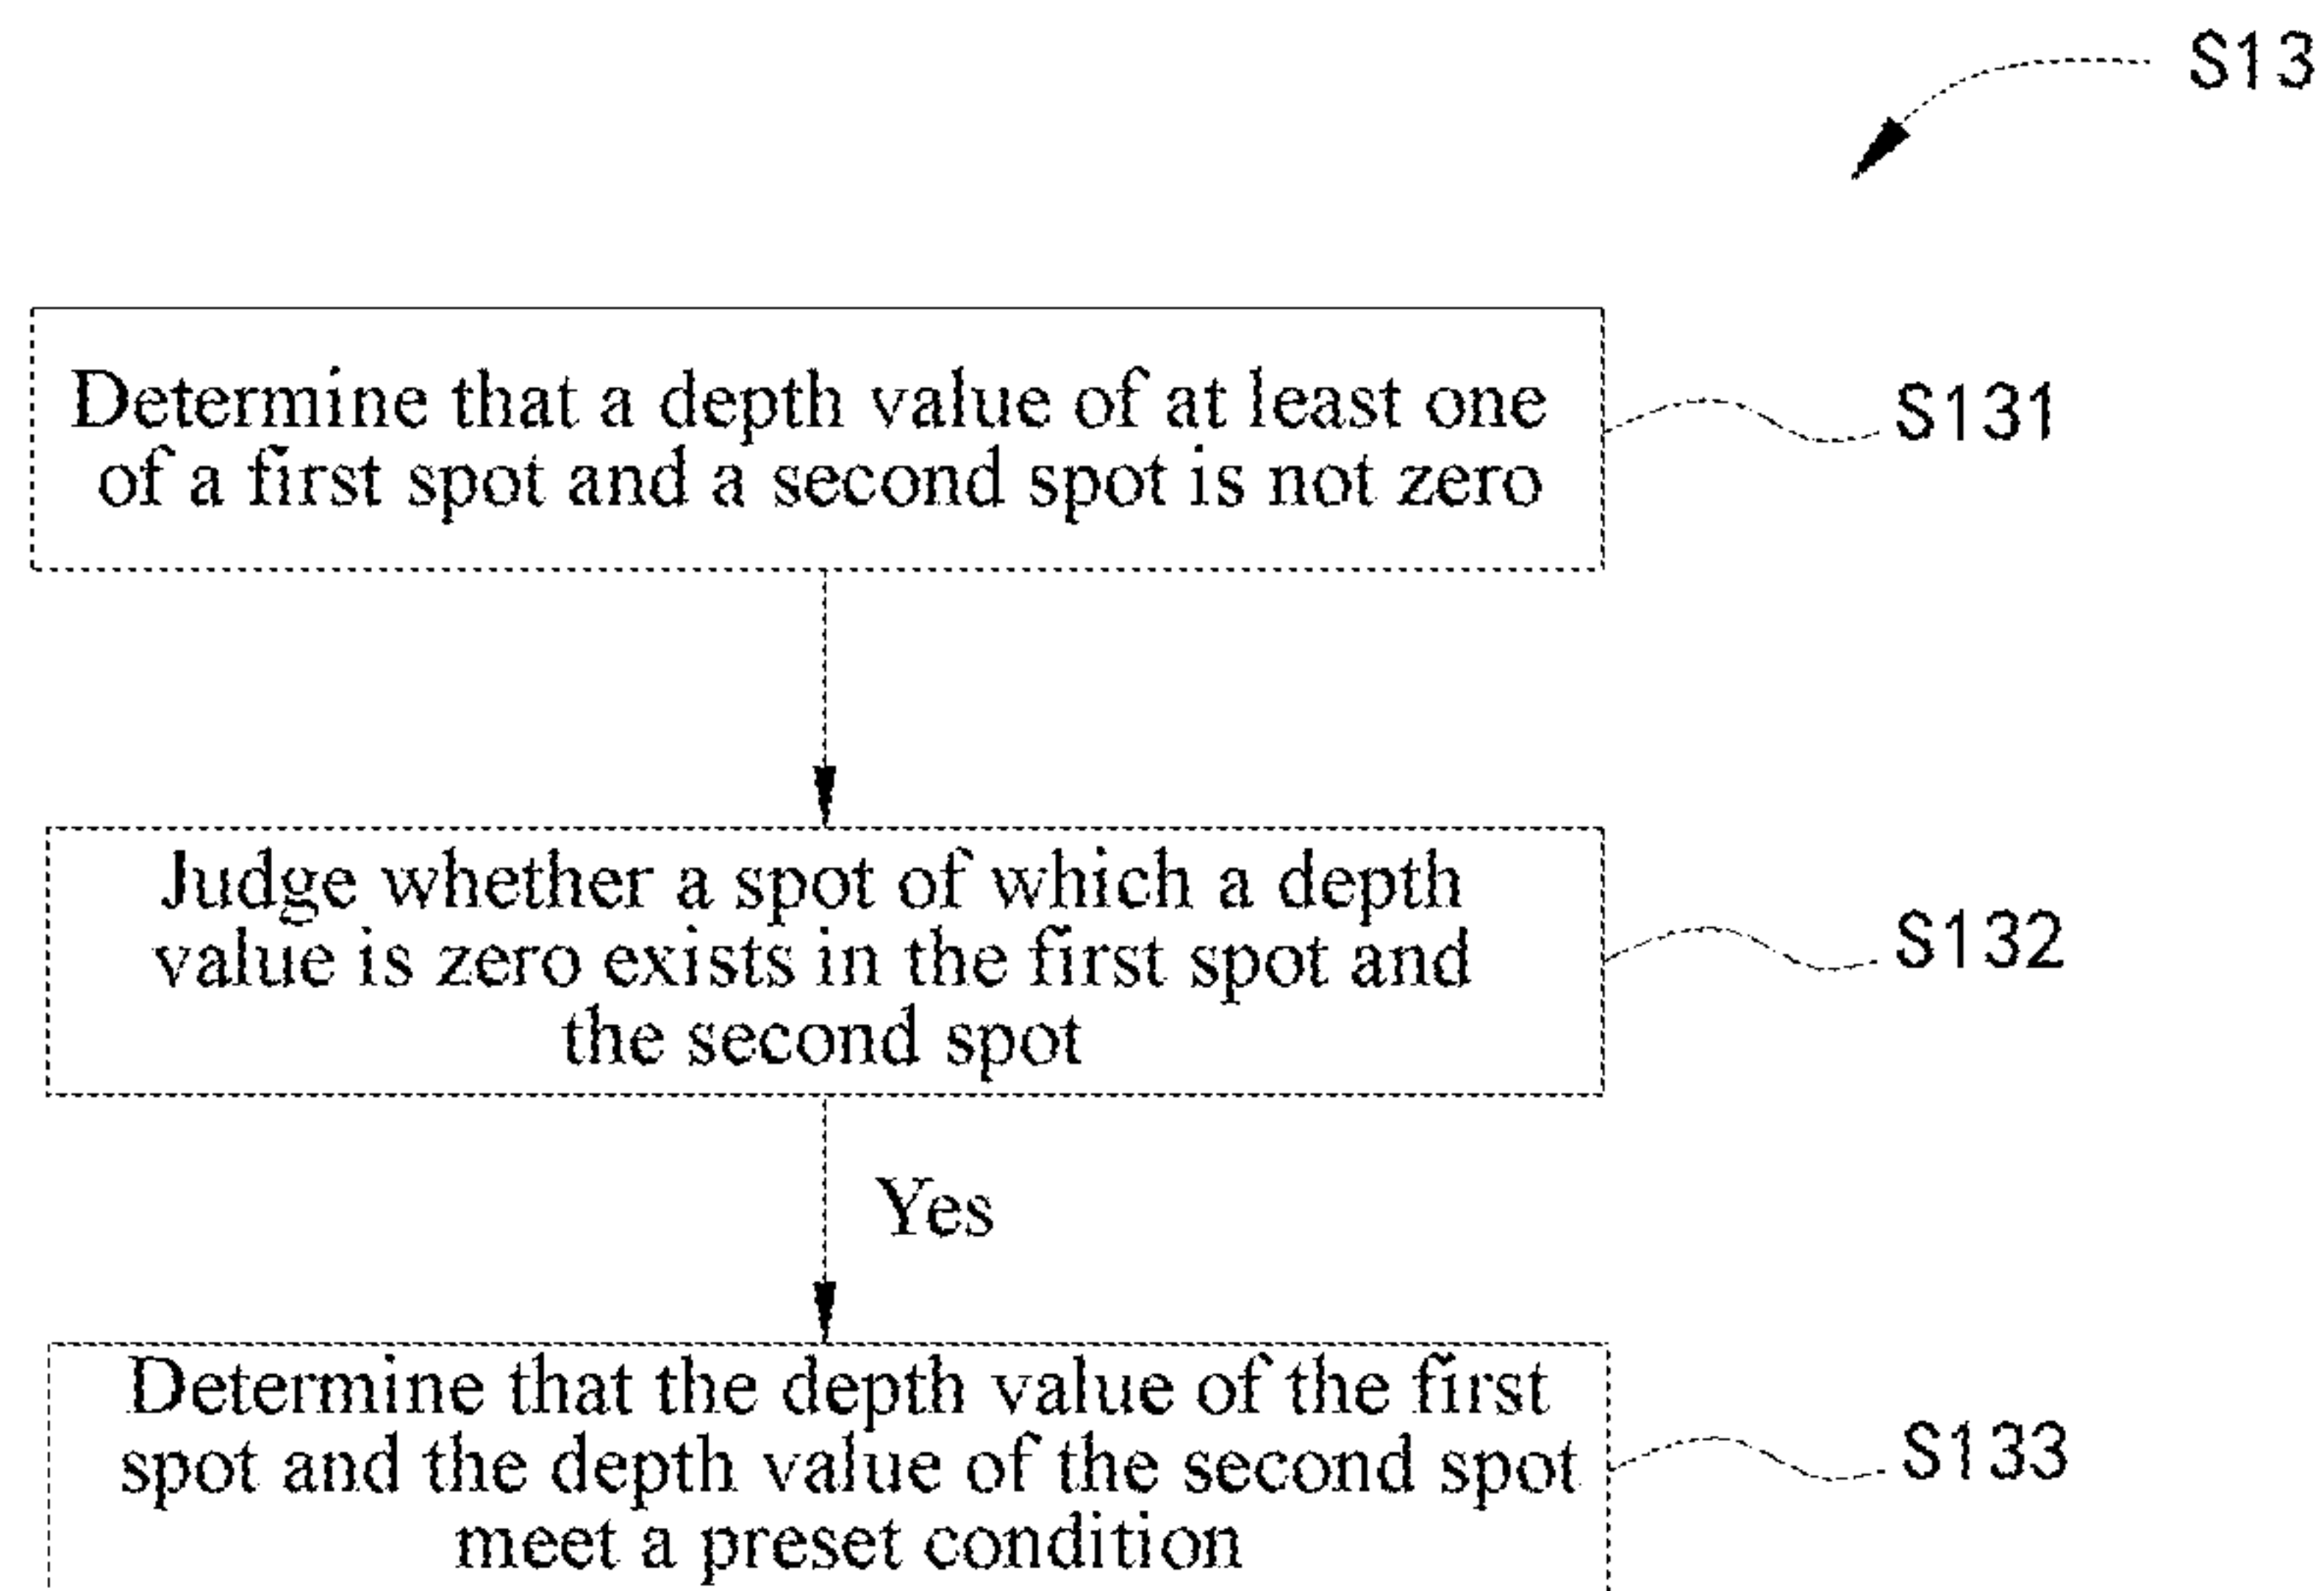 S13
Determine that a depth value of at least one
of a first spot and a second spot is not zero
S131
Judge whether a spot of which a depth
value is zero exists in the first spot and
the second spot
S132
Yes
Determine that the depth value of the first
spot and the depth value of the second spot
meet a preset condition
S133